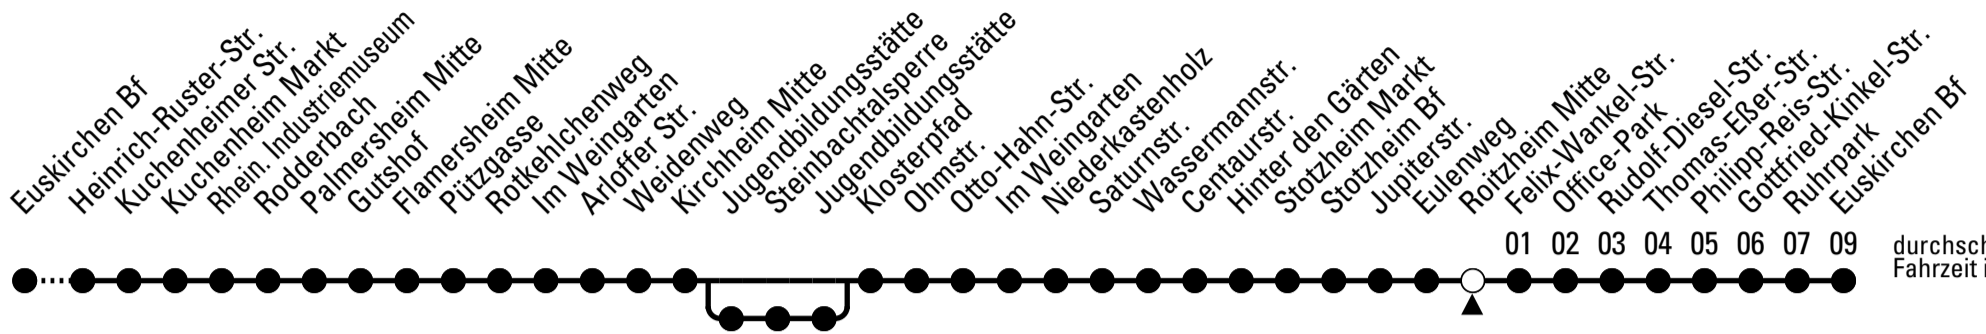 Euskirchen Bf
Heinrich-Ruster-Str.
Kuchenheimer Str.
Kuchenheim Markt
Rhein. Industriemuseum
Rodderbach
Palmersheim Mitte
Gutshof
Flamersheim Mitte
Pützgasse
Rotkehlchenweg
Im Weingarten
Arloffer Str.
Weidenweg
Kirchheim Mitte
Jugendbildungsstätte
Steinbachtalsperre
Jugendbildungsstätte
Klosterpfad
Ohmstr.
Otto-Hahn-Str.
Im Weingarten
Niederkastenholz
Saturnstr.
Wassermannstr.
Centaurstr.
Hinter den Gärten
Stotzheim Markt
Stotzheim Bf
Jupiterstr.
Eulenweg
Roitzheim Mitte
Felix-Wankel-Str.
Office-Park
Rudolf-Diesel-Str.
Thomas-Eßer-Str.
Philipp-Reis-Str.
Gottfried-Kinkel-Str.
Ruhrpark
Euskirchen Bf
01 02 03 04 05 06 07 09
durchsch
Fahrzeit i